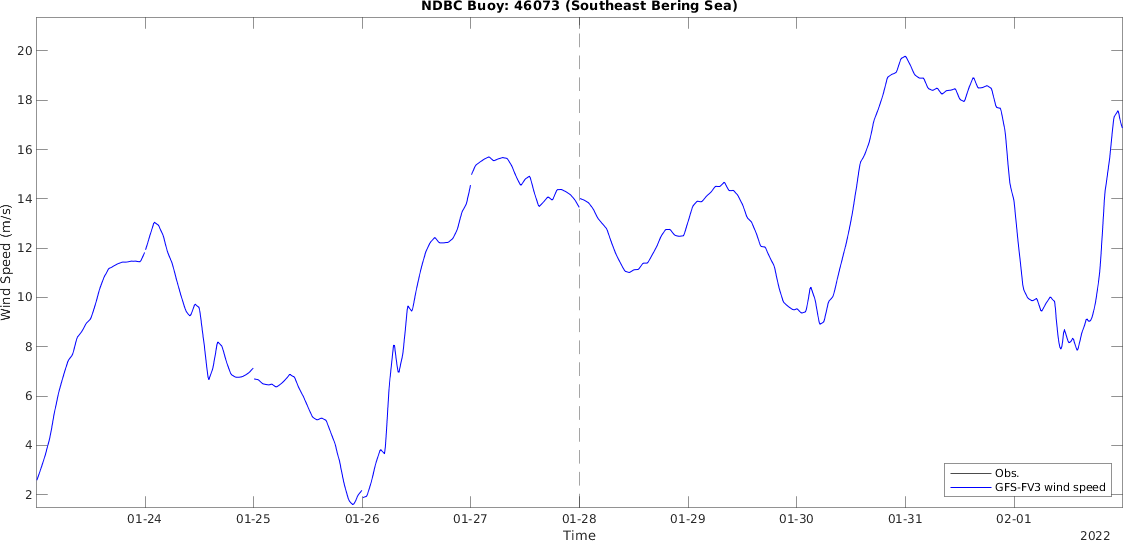 NDBC Buoy: 46073 (Southeast Bering Sea)
Wind Speed (m/s)
20
18
16
14
12
10
8
6
4
2
Obs.
GFS-FV3 wind speed
01-24 01-25 01-26 01-27 01-28 01-29 01-30 01-31 02-01
Time
2022